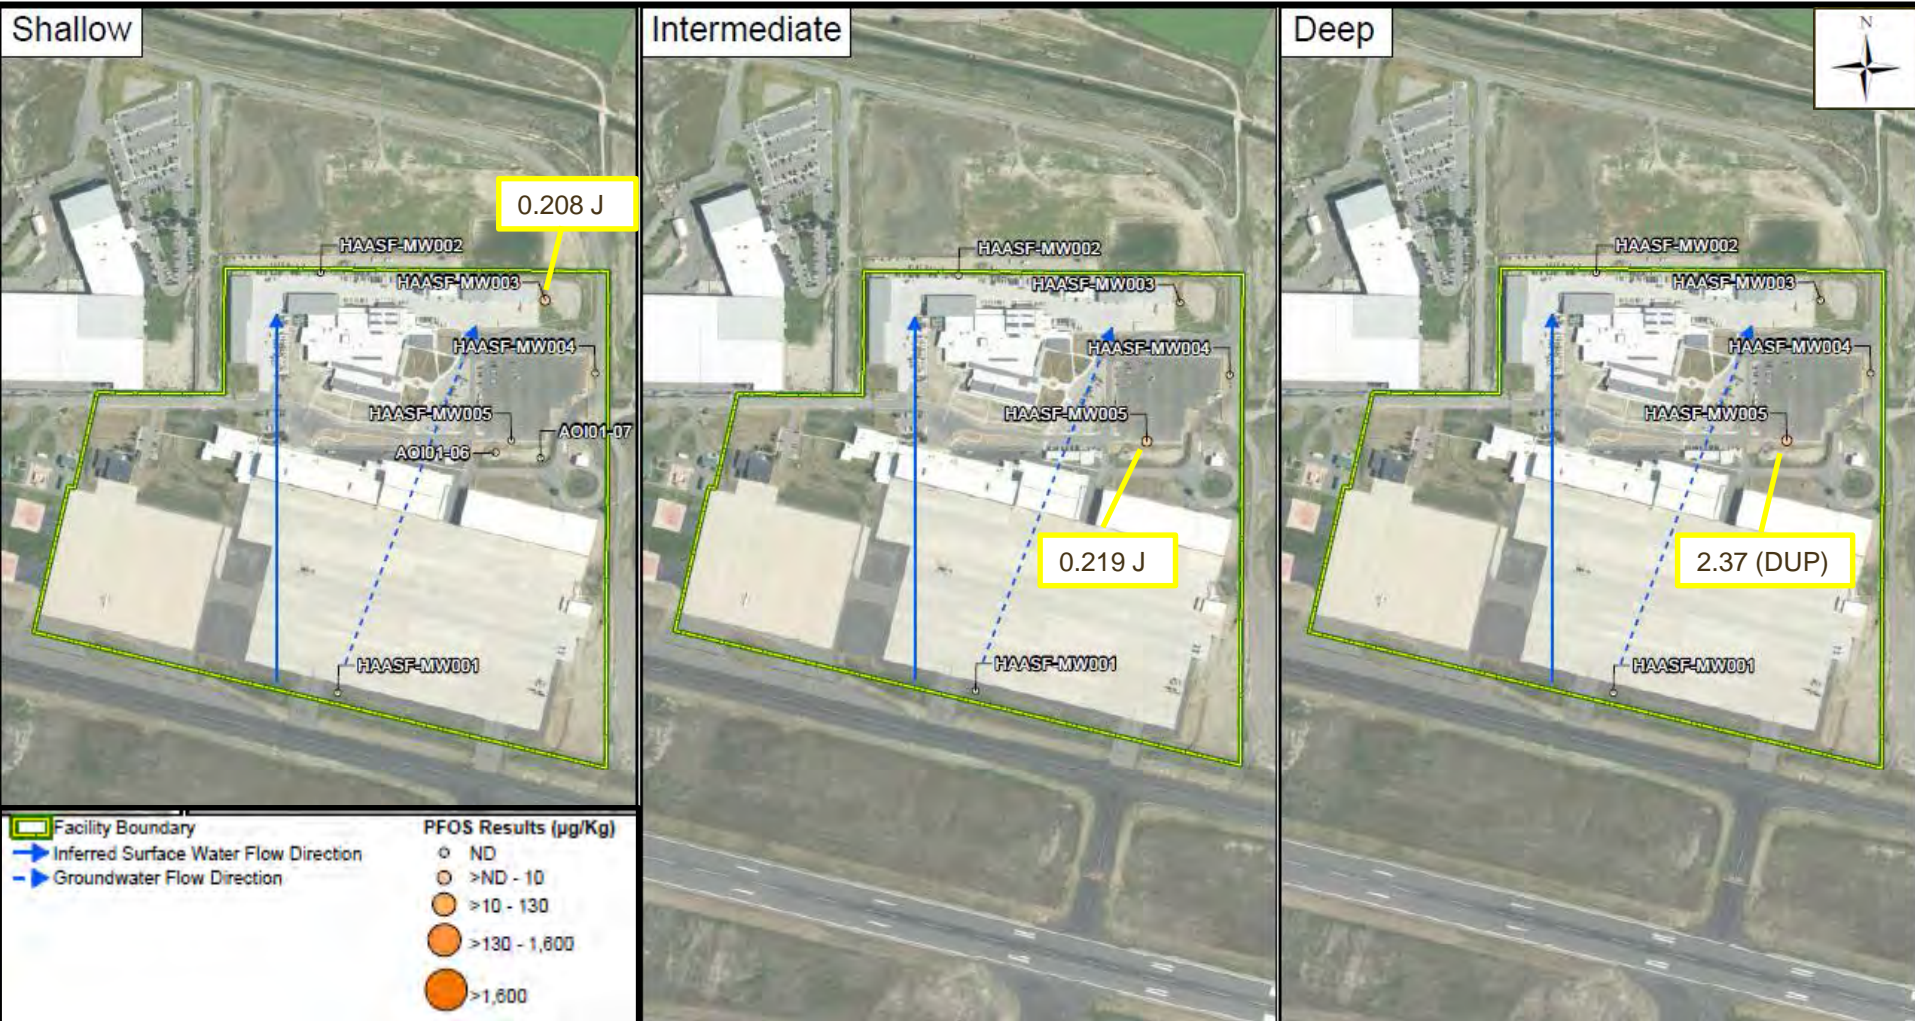 Shallow
0.208 J
HAASF-MW002
HAASF-MW003
HAASF-MW004
HAASF-MW005
AOI01-07
AOI01-06
HAASF-MW001
Facility Boundary
Inferred Surface Water Flow Direction
Groundwater Flow Direction
PFOS Results (µg/Kg)
ND
>ND - 10
>10 - 130
>130 - 1,600
>1,600
Intermediate
HAASF-MW002
HAASF-MW003
HAASF-MW004
HAASF-MW005
0.219 J
HAASF-MW001
Deep
N
HAASF-MW002
HAASF-MW003
HAASF-MW004
HAASF-MW005
2.37 (DUP)
HAASF-MW001